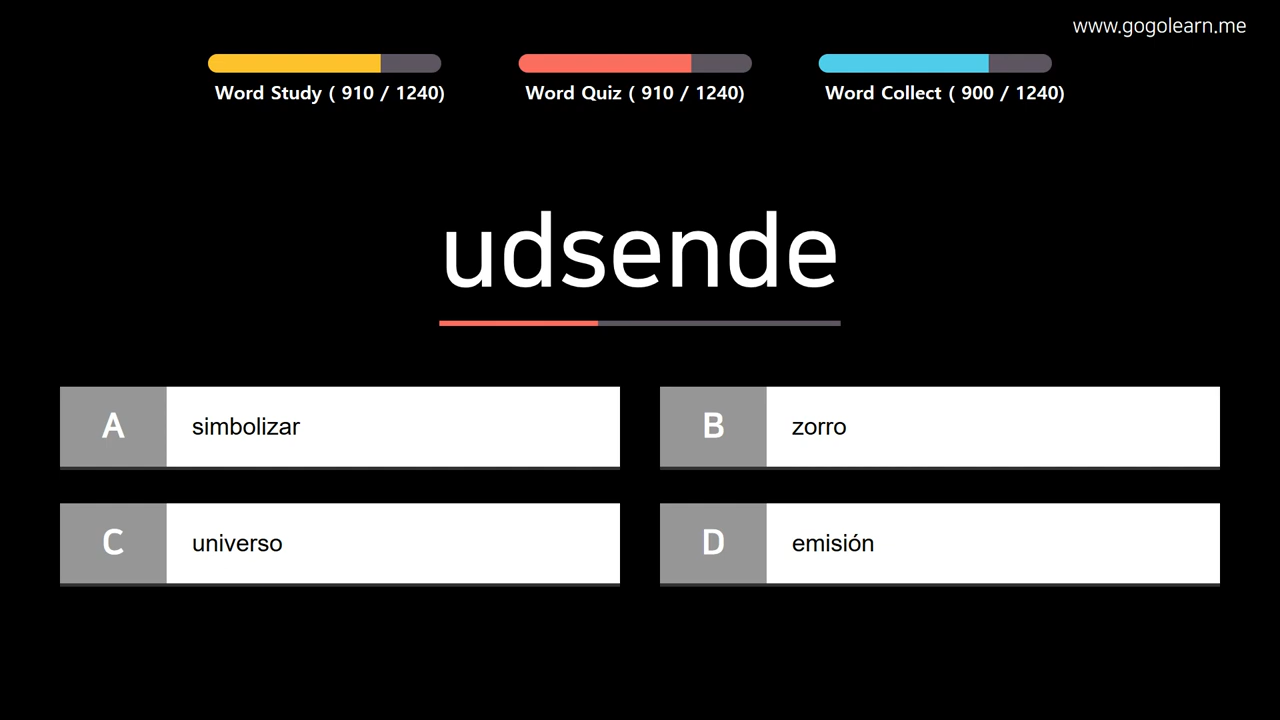 www.gogolearn.me
Word Study ( 910 / 1240)
Word Quiz ( 910 / 1240)
Word Collect ( 900 / 1240)
udsende
A simbolizar
B zorro
C universo
D emisión